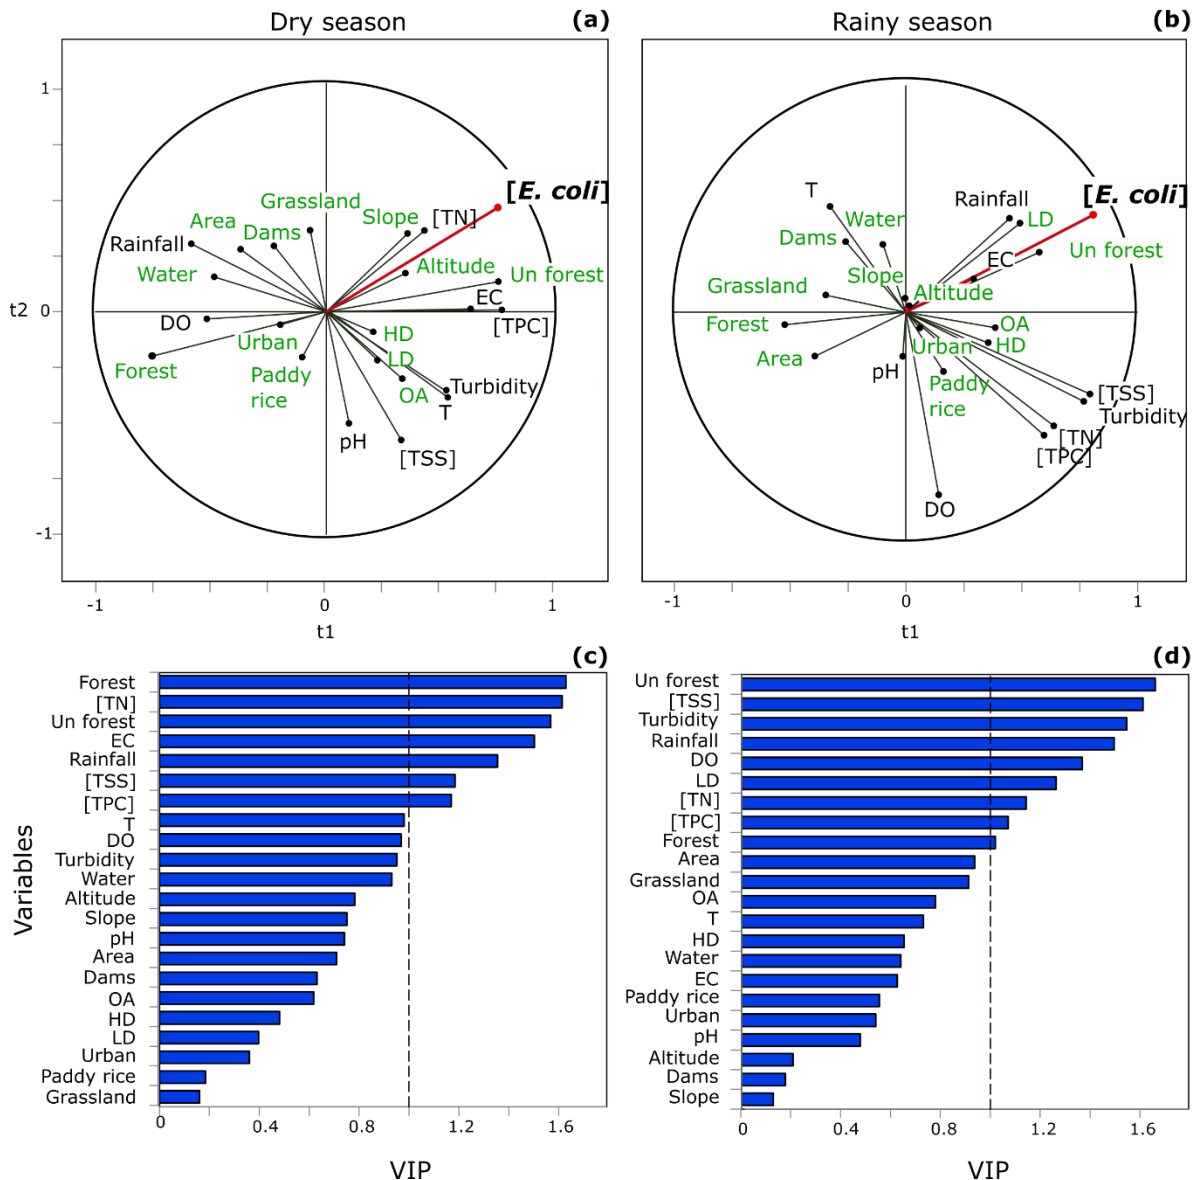 Dry season
(a)
Rainy season
(b)
1
t2
0
-1
[E. coli]
Grassland
Slope
[TN]
Area
Dams
Rainfall
Water
Altitude
Un forest
EC
[TPC]
DO
Urban
HD
Forest
Paddy
rice
LD
OA
Turbidity
T
pH
[TSS]
-1
0
1
t1
T
Water
Rainfall
[E. coli]
LD
Dams
EC
Un forest
Slope
Grassland
Altitude
Forest
OA
Urban
HD
Area
pH
Paddy
rice
[TSS]
Turbidity
[TN]
[TPC]
DO
-1
0
1
t1
(c)
Variables
Forest
[TN]
Un forest
EC
Rainfall
[TSS]
[TPC]
T
DO
Turbidity
Water
Altitude
Slope
pH
Area
Dams
OA
HD
LD
Urban
Paddy rice
Grassland
0
0.4
0.8
1.2
1.6
VIP
(d)
Un forest
[TSS]
Turbidity
Rainfall
DO
LD
[TN]
[TPC]
Forest
Area
Grassland
OA
T
HD
Water
EC
Paddy rice
Urban
pH
Altitude
Dams
Slope
0
0.4
0.8
1.2
1.6
VIP